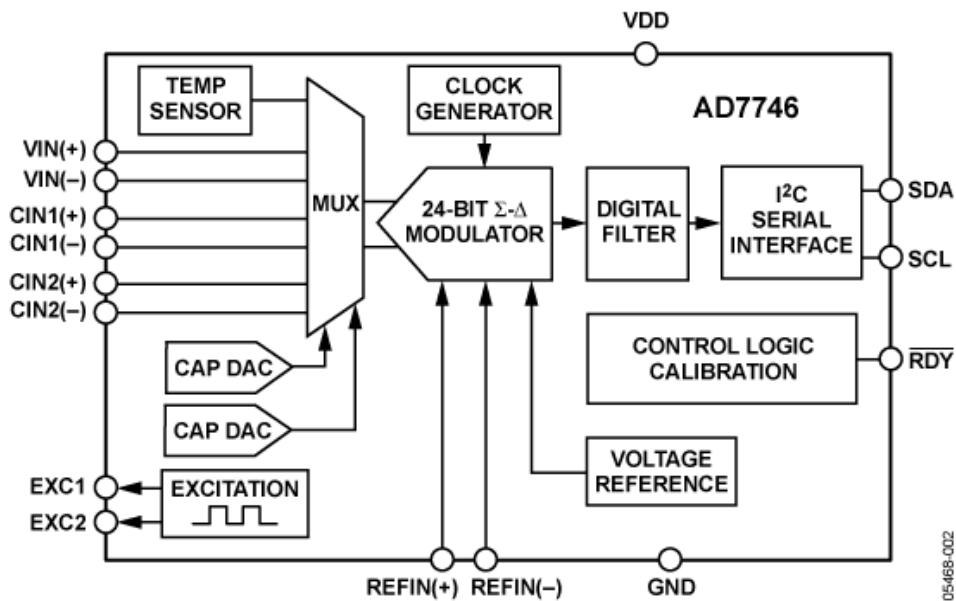 VDD
TEMP
SENSOR
CLOCK
GENERATOR
AD7746
VIN(+)
VIN(–)
CIN1(+)
CIN1(–)
CIN2(+)
CIN2(–)
MUX
24-BIT Σ-Δ
MODULATOR
DIGITAL
FILTER
I²C
SERIAL
INTERFACE
SDA
SCL
CAP DAC
CAP DAC
CONTROL LOGIC
CALIBRATION
RDY
EXC1
EXC2
EXCITATION
VOLTAGE
REFERENCE
REFIN(+)
REFIN(–)
GND
05468-002